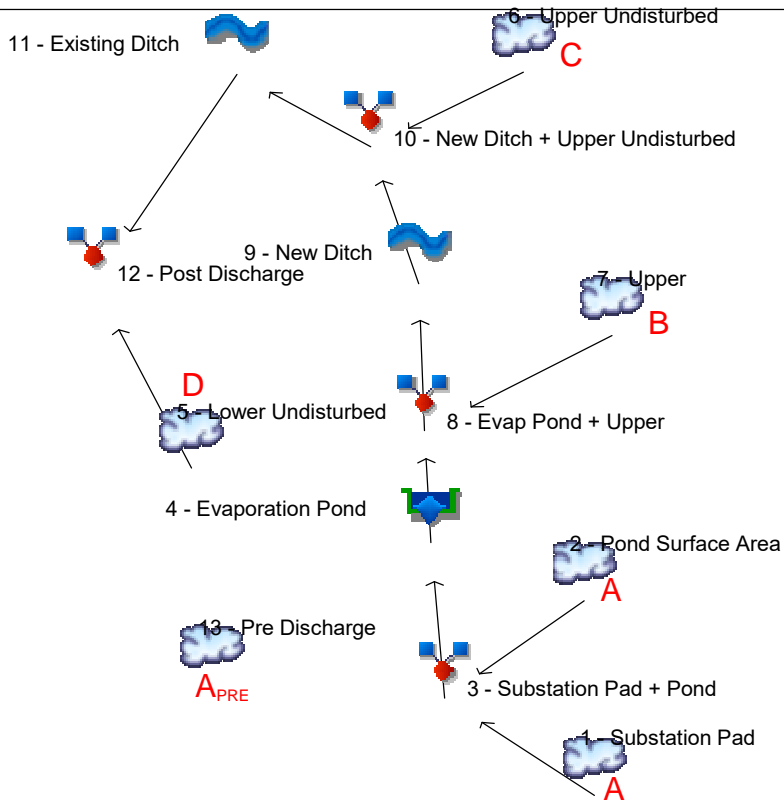 6 - Upper Undisturbed
11 - Existing Ditch
C
10 - New Ditch + Upper Undisturbed
9 - New Ditch
12 - Post Discharge
7 - Upper
B
D
5 - Lower Undisturbed
8 - Evap Pond + Upper
4 - Evaporation Pond
2 - Pond Surface Area
A
13 - Pre Discharge
APRE
3 - Substation Pad + Pond
1 - Substation Pad
A